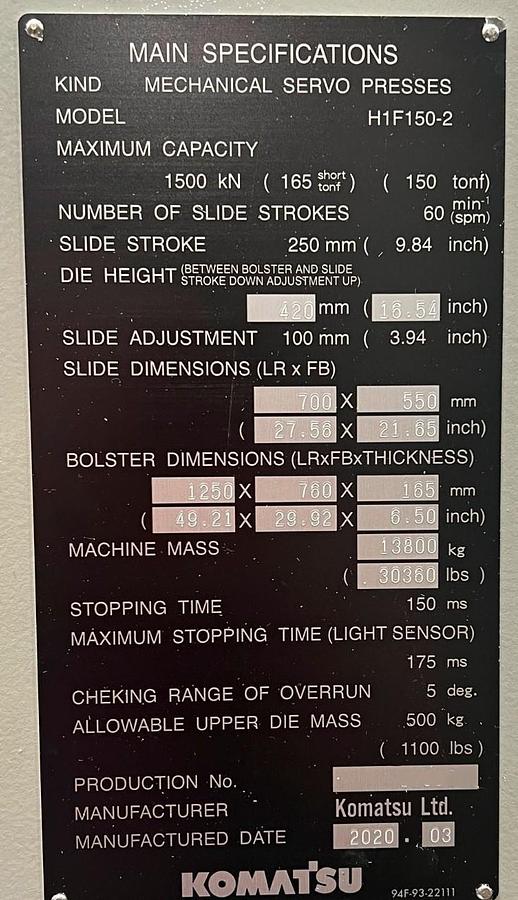 MAIN SPECIFICATIONS
KIND MECHANICAL SERVO PRESSES
MODEL H1F150-2
MAXIMUM CAPACITY
1500 kN ( 165 short tonf ) ( 150 tonf)
NUMBER OF SLIDE STROKES 60 min-1 (spm)
SLIDE STROKE 250 mm ( 9.84 inch)
DIE HEIGHT (BETWEEN BOLSTER AND SLIDE STROKE DOWN ADJUSTMENT UP)
420 mm ( 16.54 inch)
SLIDE ADJUSTMENT 100 mm ( 3.94 inch)
SLIDE DIMENSIONS (LR x FB)
700 X 550 mm
( 27.56 X 21.65 inch)
BOLSTER DIMENSIONS (LRxFBxTHICKNESS)
1250 X 760 X 165 mm
( 49.21 X 29.92 X 6.50 inch)
MACHINE MASS 13800 kg
( 30360 lbs )
STOPPING TIME 150 ms
MAXIMUM STOPPING TIME (LIGHT SENSOR)
175 ms
CHEKING RANGE OF OVERRUN 5 deg.
ALLOWABLE UPPER DIE MASS 500 kg
( 1100 lbs )
PRODUCTION No.
MANUFACTURER Komatsu Ltd.
MANUFACTURED DATE 2020 . 03
KOMATSU 94F-93-22111